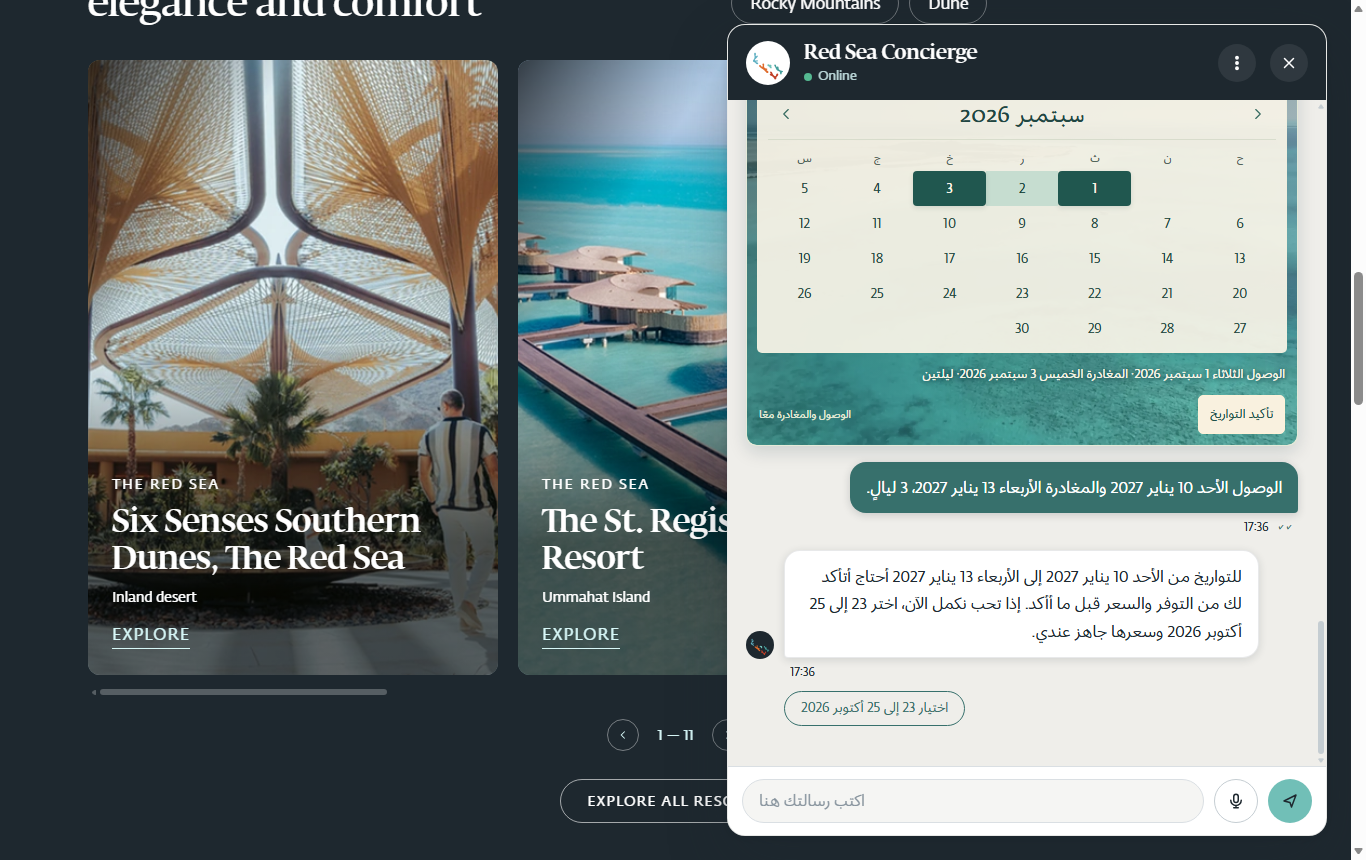 elegance and comfort
Rocky Mountains
Dune
THE RED SEA
Six Senses Southern
Dunes, The Red Sea
Inland desert
EXPLORE
THE RED SEA
The St. Regis
Resort
Ummahat Island
EXPLORE
1 — 11
EXPLORE ALL RESO
Red Sea Concierge
Online
سبتمبر 2026
ح ن ث ر خ ج س
1 2 3 4 5
6 7 8 9 10 11 12
13 14 15 16 17 18 19
20 21 22 23 24 25 26
27 28 29 30
الوصول الثلاثاء 1 سبتمبر 2026· المغادرة الخميس 3 سبتمبر 2026· ليلتين
تأكيد التواريخ
الوصول والمغادرة معًا
الوصول الأحد 10 يناير 2027 والمغادرة الأربعاء 13 يناير 2027، 3 ليالٍ.
17:36
للتواريخ من الأحد 10 يناير 2027 إلى الأربعاء 13 يناير 2027 أحتاج أتأكد
لك من التوفر والسعر قبل ما أأكد. إذا تحب نكمل الآن، اختر 23 إلى 25
أكتوبر 2026 وسعرها جاهز عندي.
17:36
اختيار 23 إلى 25 أكتوبر 2026
اكتب رسالتك هنا